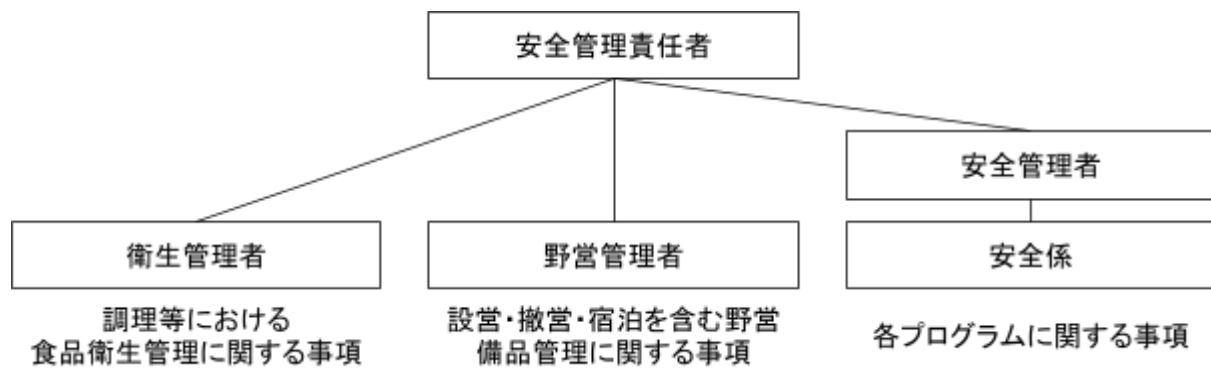 安全管理責任者
安全管理者
衛生管理者
野営管理者
安全係
調理等における
食品衛生管理に関する事項
設営・撤営・宿泊を含む野営
備品管理に関する事項
各プログラムに関する事項